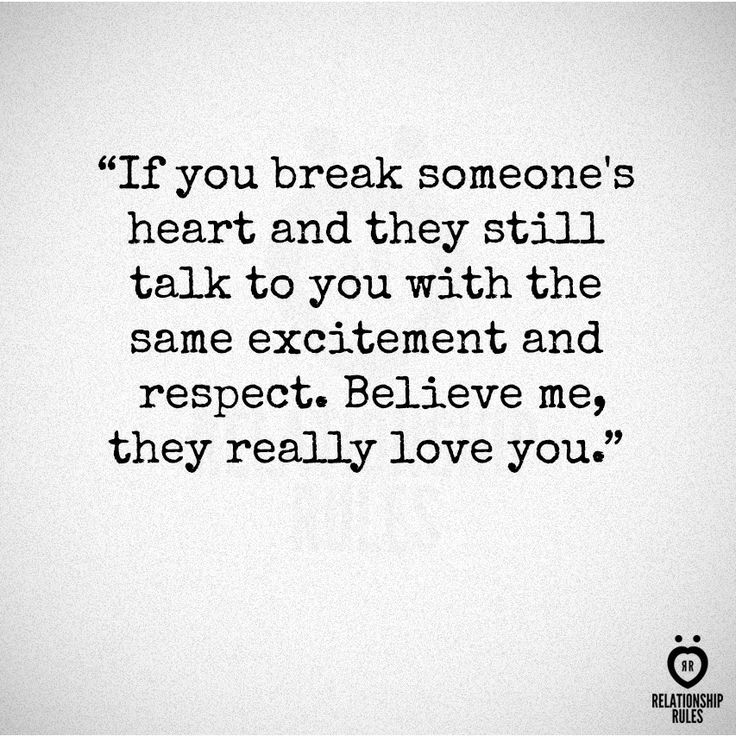 “If you break someone's
heart and they still
talk to you with the
same excitement and
respect. Believe me,
they really love you.”
RR
RELATIONSHIP
RULES